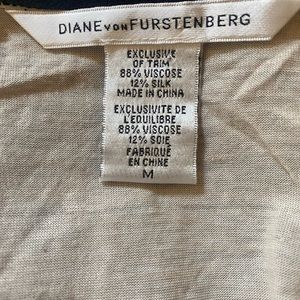 DIANE VON FURSTENBERG
EXCLUSIVE
OF TRIM
88% VISCOSE
12% SILK
MADE IN CHINA
EXCLUSIVITE DE
L'EQUILIBRE
88% VISCOSE
12% SOIE
FABRIQUÉ
EN CHINE
M